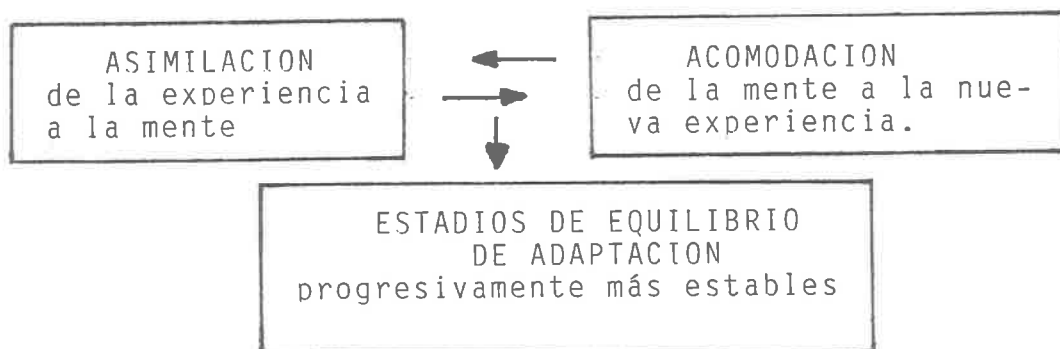 ASIMILACION
de la experiencia
a la mente
ACOMODACION
de la mente a la nue-
va experiencia.
ESTADIOS DE EQUILIBRO
DE ADAPTACION
progresivamente más estables